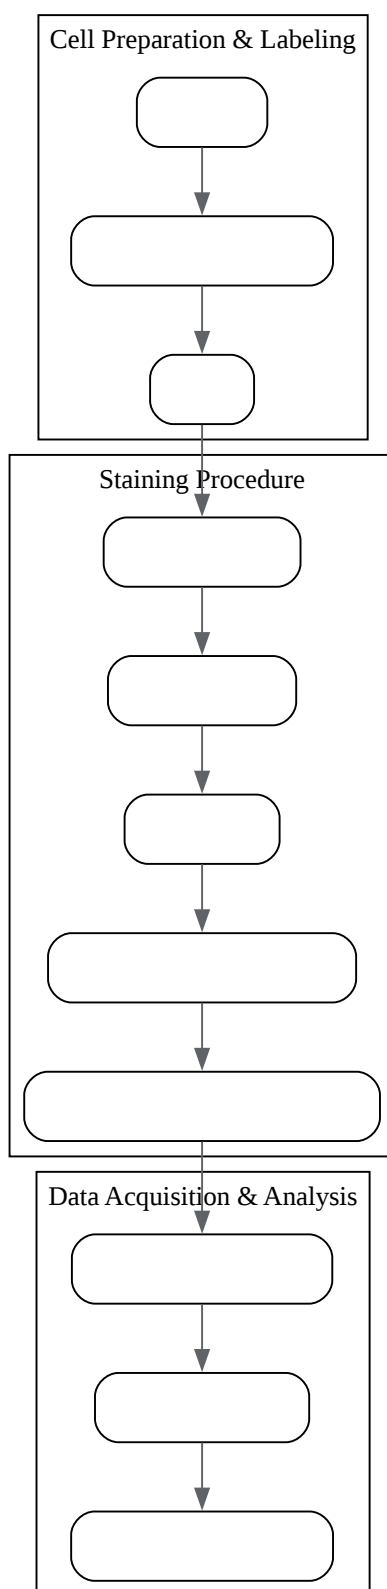 Cell Preparation & Labeling
Staining Procedure
Data Acquisition & Analysis